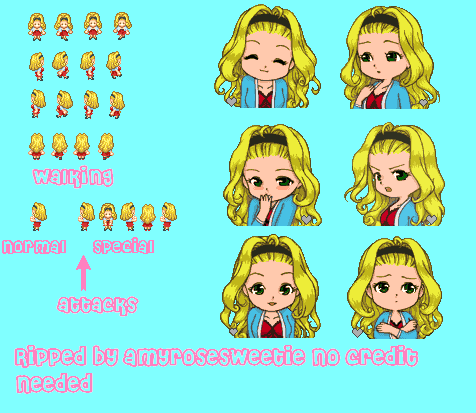 walking
normal special
attacks
Ripped by amyrosesweetie no credit
needed